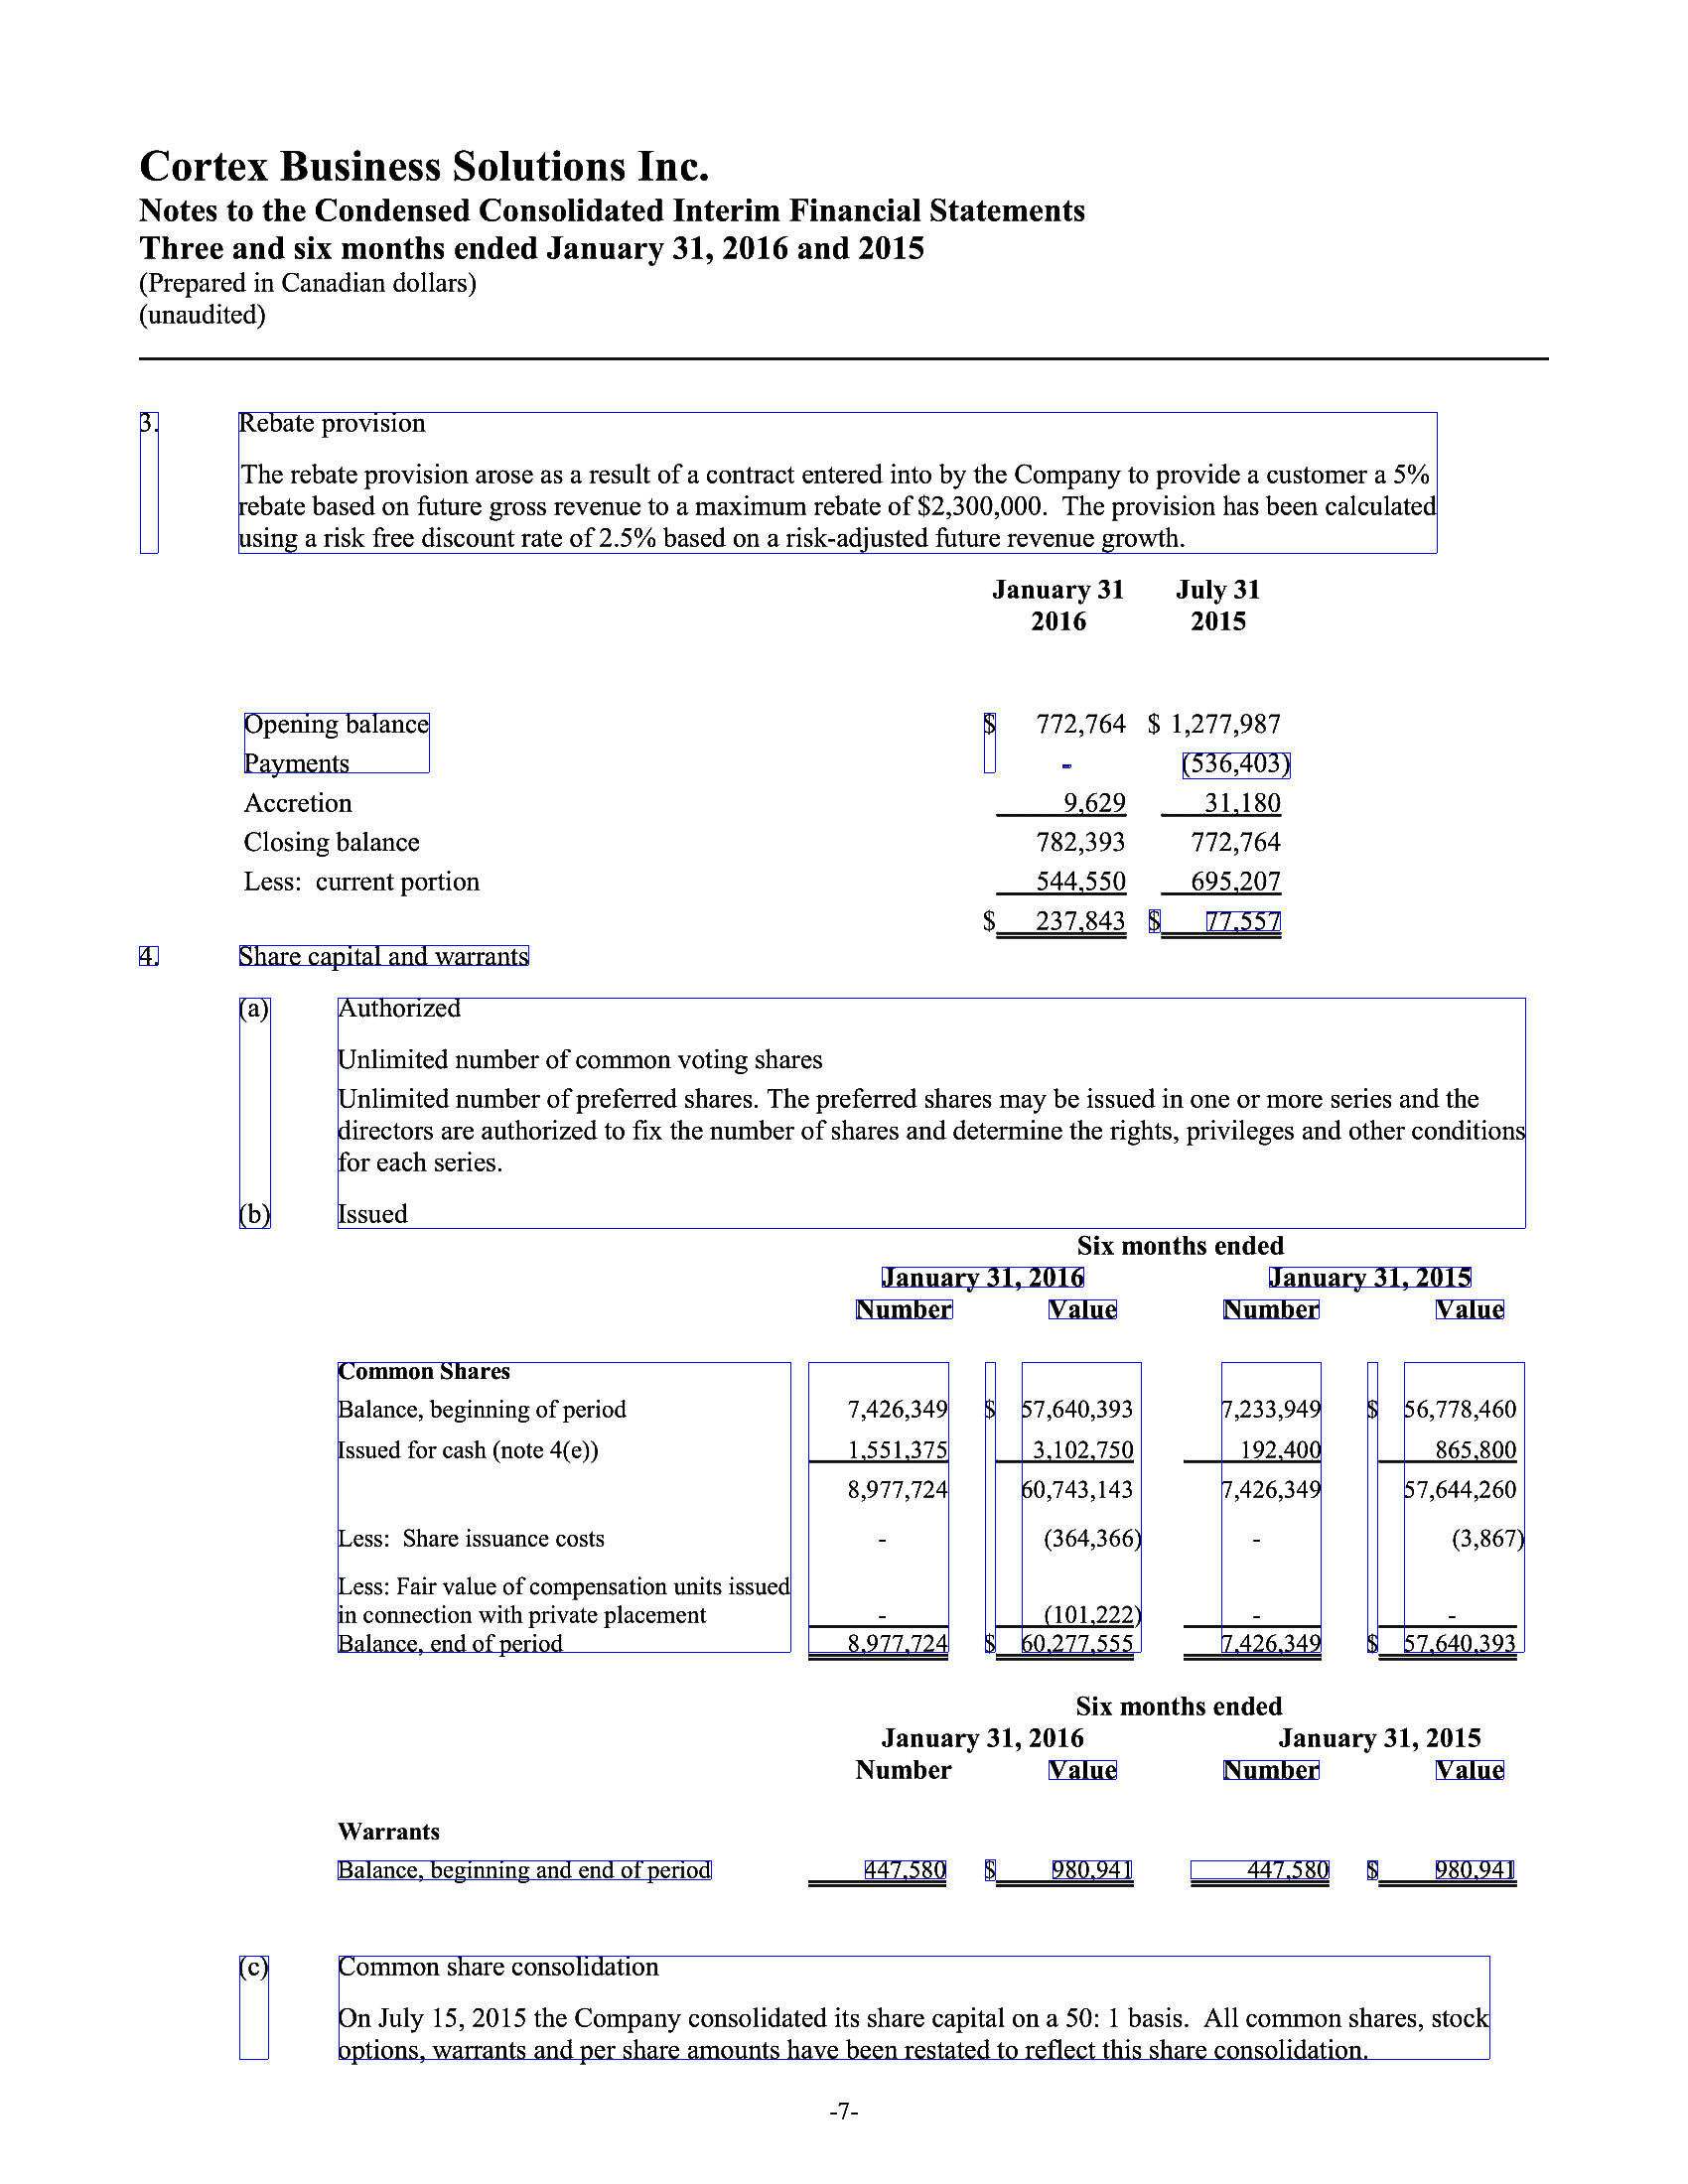 Cortex Business Solutions Inc.
Notes to the Condensed Consolidated Interim Financial Statements
Three and six months ended January 31, 2016 and 2015
(Prepared in Canadian dollars)
(unaudited)
3. Rebate provision
The rebate provision arose as a result of a contract entered into by the Company to provide a customer a 5%
rebate based on future gross revenue to a maximum rebate of $2,300,000.  The provision has been calculated
using a risk free discount rate of 2.5% based on a risk-adjusted future revenue growth.
January 31 July 31
2016 2015
Opening balance $ 772,764 $ 1,277,987
Payments - (536,403)
Accretion 9,629 31,180
Closing balance 782,393 772,764
Less:  current portion 544,550 695,207
$ 237,843 $ 77,557
4. Share capital and warrants
(a) Authorized
Unlimited number of common voting shares
Unlimited number of preferred shares. The preferred shares may be issued in one or more series and the
directors are authorized to fix the number of shares and determine the rights, privileges and other conditions
for each series.
(b) Issued
Six months ended
January 31, 2016 January 31, 2015
Number Value Number Value
Common Shares
Balance, beginning of period 7,426,349 $ 57,640,393 7,233,949 $ 56,778,460
Issued for cash (note 4(e)) 1,551,375 3,102,750 192,400 865,800
8,977,724 60,743,143 7,426,349 57,644,260
Less:  Share issuance costs - (364,366) - (3,867)
Less: Fair value of compensation units issued
in connection with private placement - (101,222) - -
Balance, end of period 8,977,724 $ 60,277,555 7,426,349 $ 57,640,393
Six months ended
January 31, 2016 January 31, 2015
Number Value Number Value
Warrants
Balance, beginning and end of period 447,580 $ 980,941 447,580 $ 980,941
(c) Common share consolidation
On July 15, 2015 the Company consolidated its share capital on a 50: 1 basis.  All common shares, stock
options, warrants and per share amounts have been restated to reflect this share consolidation.
-7-